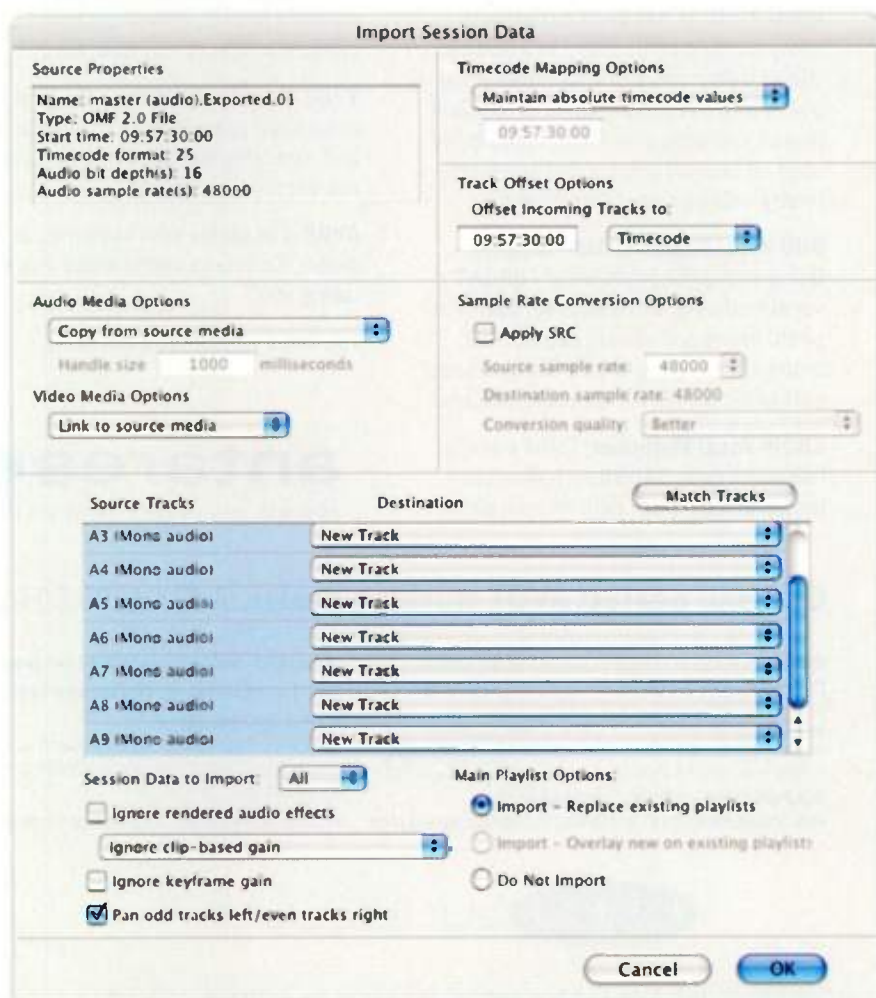 Import Session Data
Source Properties
Name: master (audio).Exported.01
Type: OMF 2.0 File
Start time: 09:57:30:00
Timecode format: 25
Audio bit depth(s): 16
Audio sample rate(s): 48000
Timecode Mapping Options
Maintain absolute timecode values
09:57:30:00
Track Offset Options
Offset Incoming Tracks to:
09:57:30:00 Timecode
Audio Media Options
Copy from source media
Handle size 1000 milliseconds
Video Media Options
Link to source media
Sample Rate Conversion Options
Apply SRC
Source sample rate: 48000
Destination sample rate: 48000
Conversion quality: Better
Source Tracks Destination Match Tracks
A3 (Mono audio) New Track
A4 (Mono audio) New Track
A5 (Mono audio) New Track
A6 (Mono audio) New Track
A7 (Mono audio) New Track
A8 (Mono audio) New Track
A9 (Mono audio) New Track
Session Data to Import: All
Ignore rendered audio effects
Ignore clip-based gain
Ignore keyframe gain
Pan odd tracks left/even tracks right
Main Playlist Options:
Import - Replace existing playlists
Import - Overlay new on existing playlists
Do Not Import
Cancel OK